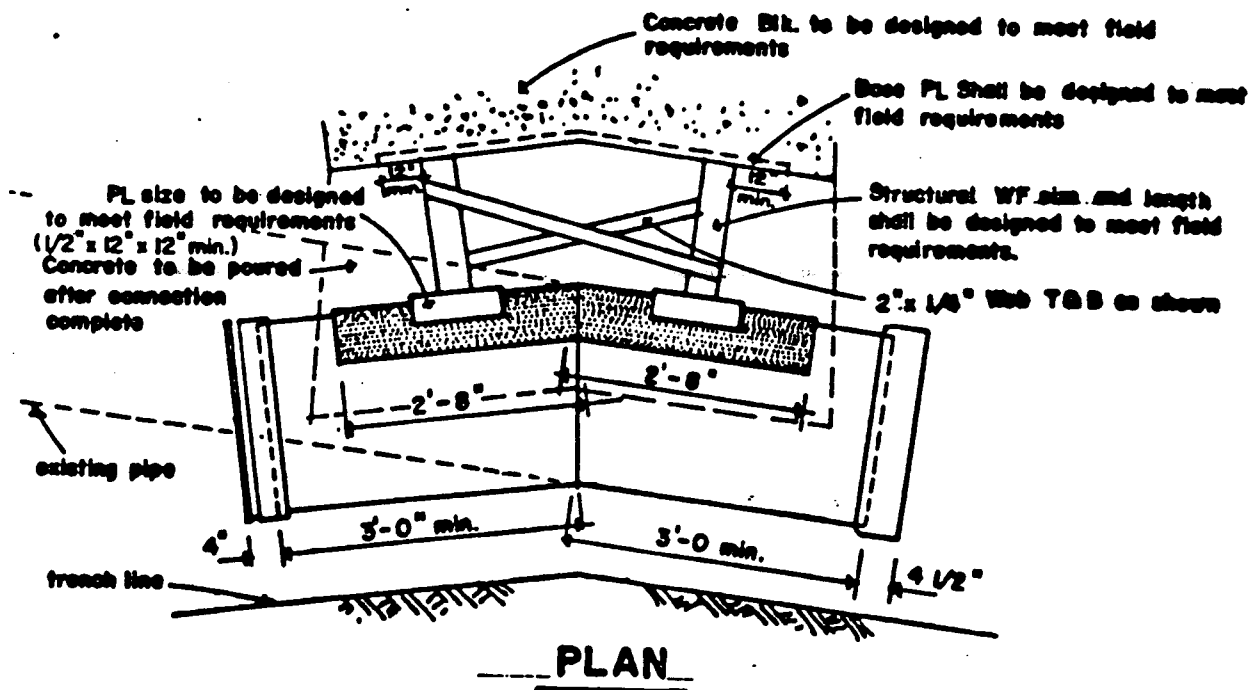 Concrete Blk. to be designed to meet field
requirements
Base PL Shall be designed to meet
field requirements
12"
min.
12"
min.
PL size to be designed
to meet field requirements
(1/2" x 12" x 12" min.)
Concrete to be poured
after connection
complete
Structural WF size and length
shall be designed to meet field
requirements.
2" x 1/4" Web T&B as shown
2'-8"
2'-8"
existing pipe
4"
3'-0" min.
3'-0 min.
4 1/2"
trench line
PLAN